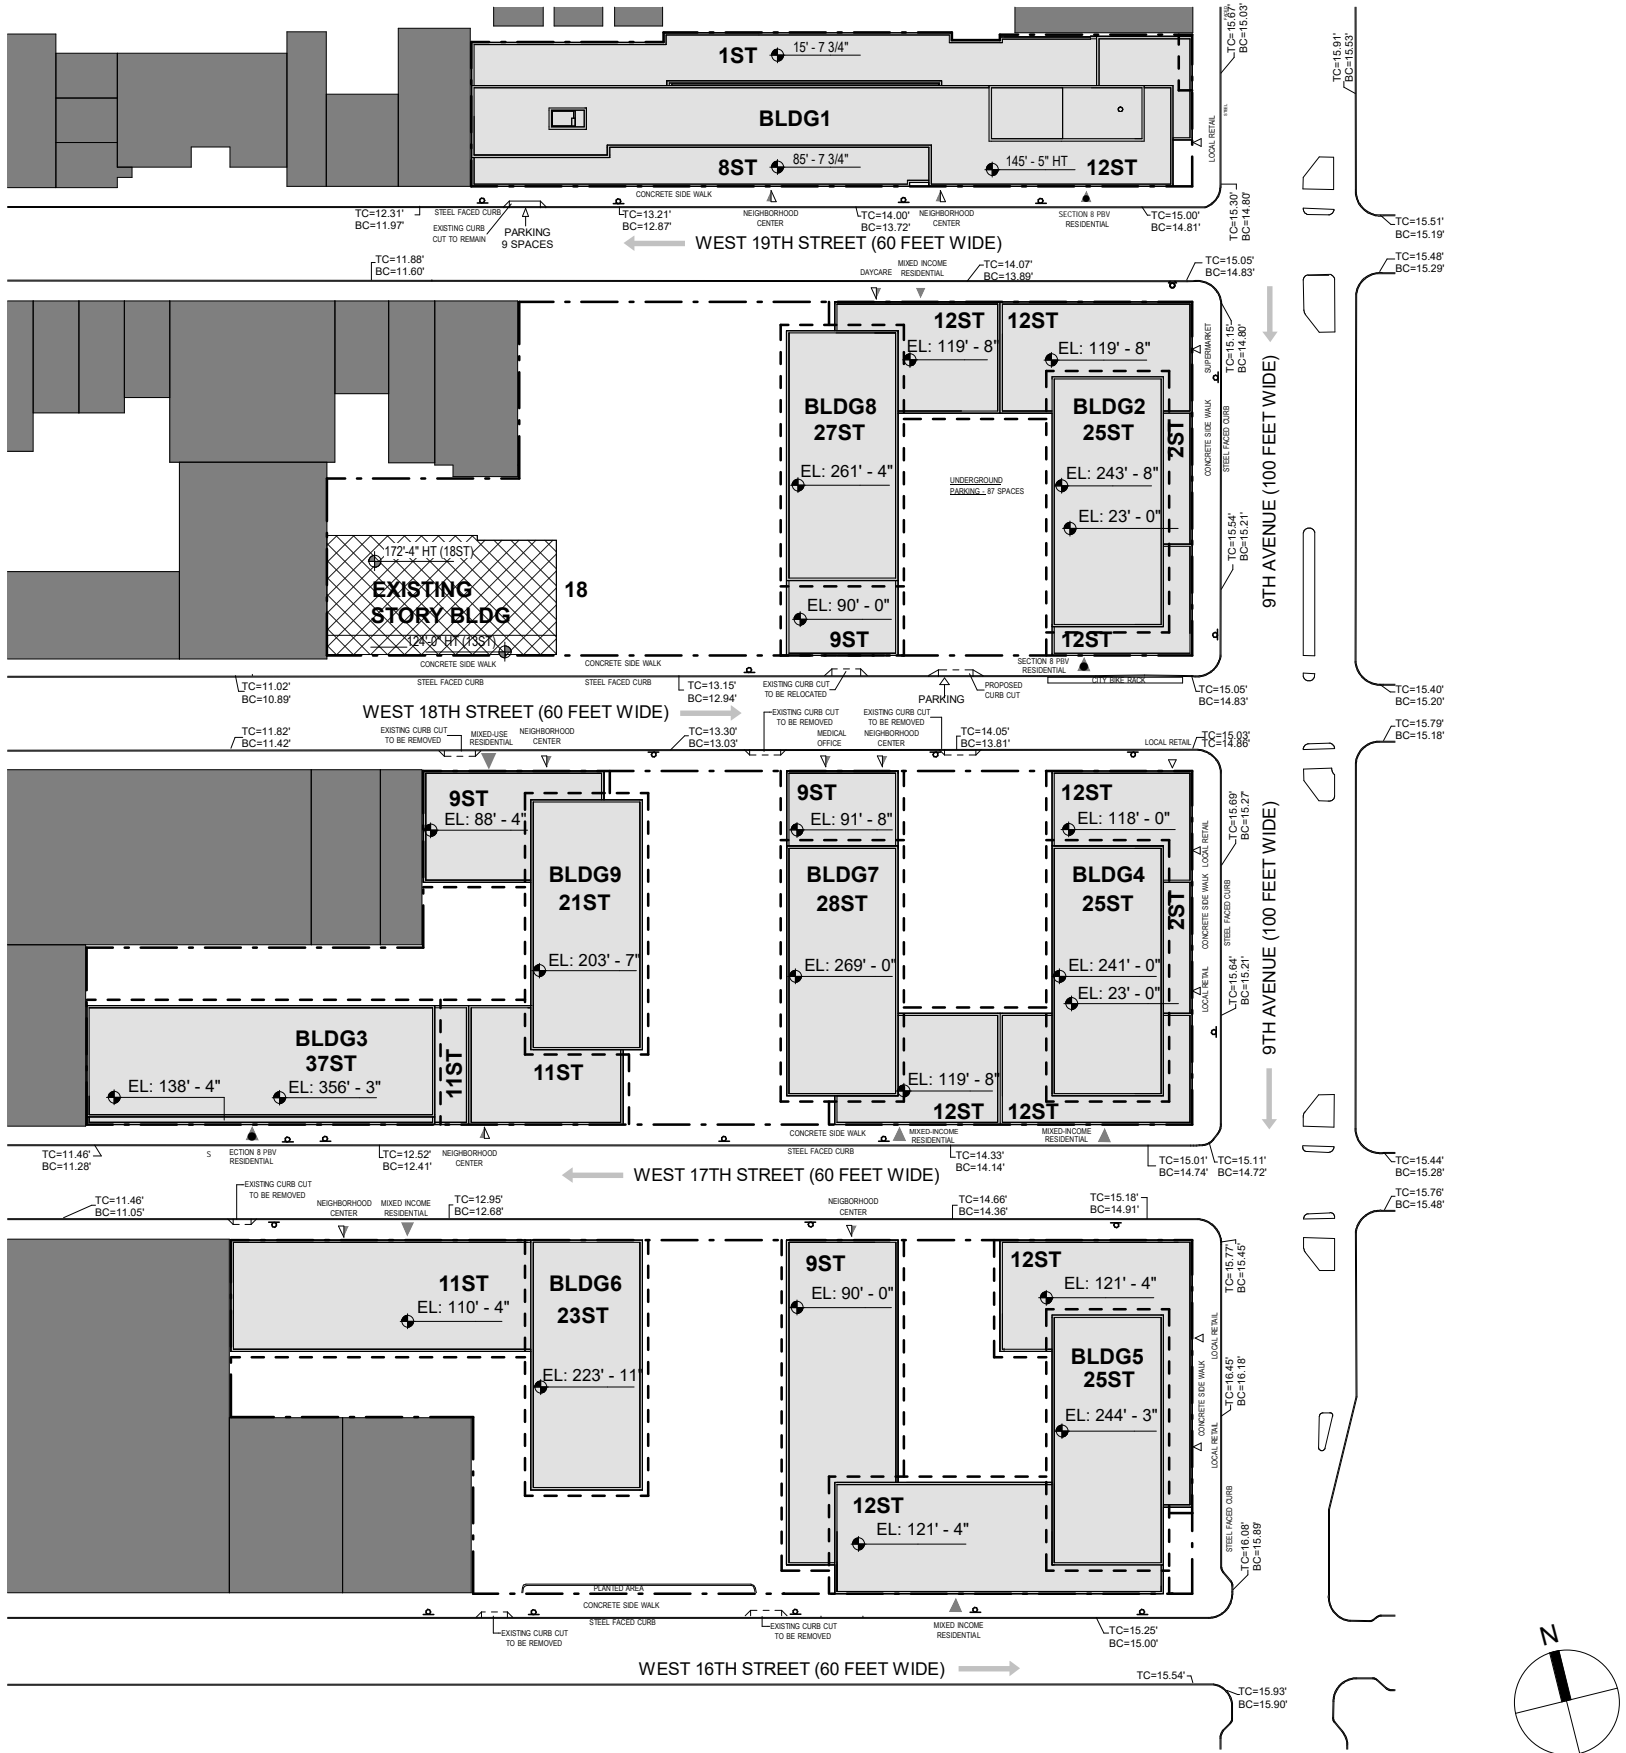 1ST
15' - 7 3/4"
BLDG1
8ST
85' - 7 3/4"
145' - 5" HT
12ST
LOCAL RETAIL
STEEL
TC=15.67'
BC=15.03'
TC=15.91'
BC=15.53'
CONCRETE SIDE WALK
TC=12.31'
BC=11.97'
STEEL FACED CURB
EXISTING CURB
CUT TO REMAIN
PARKING
9 SPACES
TC=13.21'
BC=12.87'
NEIGHBORHOOD
CENTER
TC=14.00'
BC=13.72'
NEIGHBORHOOD
CENTER
SECTION 8 PBV
RESIDENTIAL
TC=15.00'
BC=14.81'
TC=15.30'
BC=14.80'
TC=15.51'
BC=15.19'
WEST 19TH STREET (60 FEET WIDE)
TC=11.88'
BC=11.60'
DAYCARE
MIXED INCOME
RESIDENTIAL
TC=14.07'
BC=13.89'
TC=15.05'
BC=14.83'
TC=15.48'
BC=15.29'
12ST
12ST
EL: 119' - 8"
EL: 119' - 8"
SUPERMARKET
TC=15.15'
BC=14.80'
BLDG8
27ST
BLDG2
25ST
2ST
CONCRETE SIDE WALK
STEEL FACED CURB
9TH AVENUE (100 FEET WIDE)
EL: 261' - 4"
UNDERGROUND
PARKING - 87 SPACES
EL: 243' - 8"
EL: 23' - 0"
TC=15.54'
BC=15.21'
172'-4" HT (18ST)
EXISTING
18
STORY BLDG
124'-0" HT (13ST)
EL: 90' - 0"
9ST
12ST
CONCRETE SIDE WALK
CONCRETE SIDE WALK
SECTION 8 PBV
RESIDENTIAL
STEEL FACED CURB
STEEL FACED CURB
TC=11.02'
BC=10.89'
TC=13.15'
BC=12.94'
EXISTING CURB CUT
TO BE RELOCATED
PARKING
PROPOSED
CURB CUT
CITY BIKE RACK
TC=15.05'
BC=14.83'
TC=15.40'
BC=15.20'
WEST 18TH STREET (60 FEET WIDE)
TC=11.82'
BC=11.42'
EXISTING CURB CUT
TO BE REMOVED
MIXED-USE
RESIDENTIAL
NEIGHBORHOOD
CENTER
TC=13.30'
BC=13.03'
EXISTING CURB CUT
TO BE REMOVED
MEDICAL
OFFICE
EXISTING CURB CUT
TO BE REMOVED
NEIGHBORHOOD
CENTER
TC=14.05'
BC=13.81'
LOCAL RETAIL
TC=15.03'
TC=14.86'
TC=15.79'
BC=15.18'
9ST
EL: 88' - 4"
9ST
EL: 91' - 8"
12ST
EL: 118' - 0"
LOCAL RETAIL
TC=15.69'
BC=15.27'
BLDG9
21ST
BLDG7
28ST
BLDG4
25ST
2ST
CONCRETE SIDE WALK
STEEL FACED CURB
9TH AVENUE (100 FEET WIDE)
EL: 203' - 7"
EL: 269' - 0"
EL: 241' - 0"
EL: 23' - 0"
LOCAL RETAIL
TC=15.64'
BC=15.21'
BLDG3
37ST
EL: 138' - 4"
EL: 356' - 3"
11ST
11ST
EL: 119' - 8"
12ST
12ST
CONCRETE SIDE WALK
STEEL FACED CURB
MIXED-INCOME
RESIDENTIAL
MIXED-INCOME
RESIDENTIAL
TC=11.46'
BC=11.28'
S
ECTION 8 PBV
RESIDENTIAL
TC=12.52'
BC=12.41'
NEIGHBORHOOD
CENTER
TC=14.33'
BC=14.14'
TC=15.01'
BC=14.74'
TC=15.11'
BC=14.72'
TC=15.44'
BC=15.28'
WEST 17TH STREET (60 FEET WIDE)
TC=11.46'
BC=11.05'
EXISTING CURB CUT
TO BE REMOVED
NEIGHBORHOOD
CENTER
MIXED INCOME
RESIDENTIAL
TC=12.95'
BC=12.68'
NEIGBORHOOD
CENTER
TC=14.66'
BC=14.36'
TC=15.18'
BC=14.91'
TC=15.76'
BC=15.48'
TC=15.77'
BC=15.45'
11ST
EL: 110' - 4"
BLDG6
23ST
EL: 223' - 11"
9ST
EL: 90' - 0"
12ST
EL: 121' - 4"
LOCAL RETAIL
BLDG5
25ST
EL: 244' - 3"
CONCRETE SIDE WALK
TC=16.45'
BC=16.18'
LOCAL RETAIL
12ST
EL: 121' - 4"
STEEL FACED CURB
TC=16.08'
BC=15.89'
PLANTED AREA
CONCRETE SIDE WALK
STEEL FACED CURB
EXISTING CURB CUT
TO BE REMOVED
EXISTING CURB CUT
TO BE REMOVED
MIXED INCOME
RESIDENTIAL
TC=15.25'
BC=15.00'
WEST 16TH STREET (60 FEET WIDE)
TC=15.54'
TC=15.93'
BC=15.90'
N